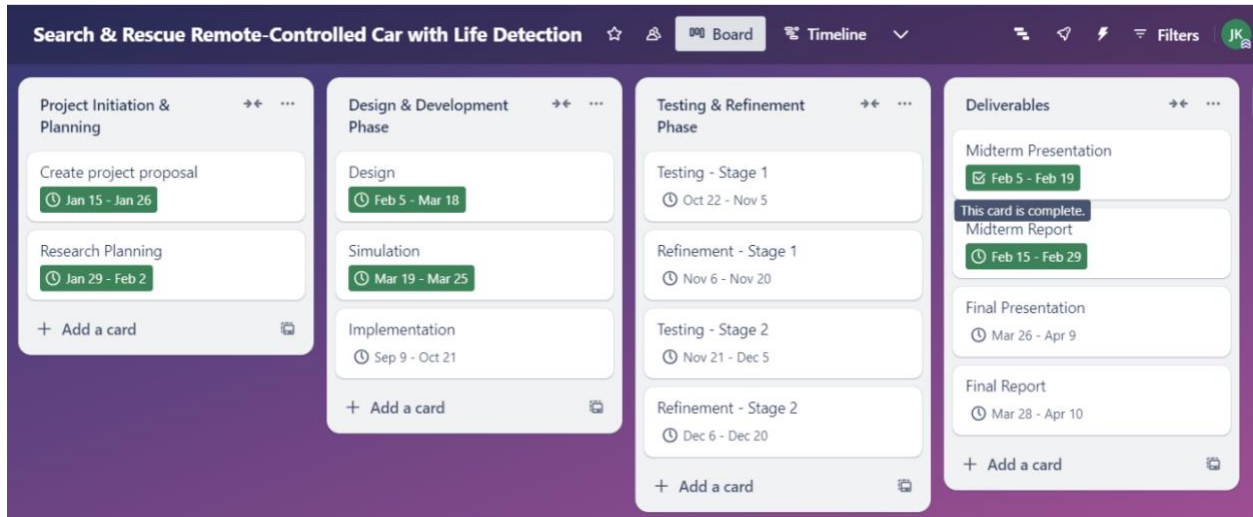 Search & Rescue Remote-Controlled Car with Life Detection
Board
Timeline
Filters
JK
Project Initiation &
Planning
Create project proposal
Jan 15 - Jan 26
Research Planning
Jan 29 - Feb 2
+ Add a card
Design & Development
Phase
Design
Feb 5 - Mar 18
Simulation
Mar 19 - Mar 25
Implementation
Sep 9 - Oct 21
+ Add a card
Testing & Refinement
Phase
Testing - Stage 1
Oct 22 - Nov 5
Refinement - Stage 1
Nov 6 - Nov 20
Testing - Stage 2
Nov 21 - Dec 5
Refinement - Stage 2
Dec 6 - Dec 20
+ Add a card
Deliverables
Midterm Presentation
Feb 5 - Feb 19
This card is complete.
Midterm Report
Feb 15 - Feb 29
Final Presentation
Mar 26 - Apr 9
Final Report
Mar 28 - Apr 10
+ Add a card